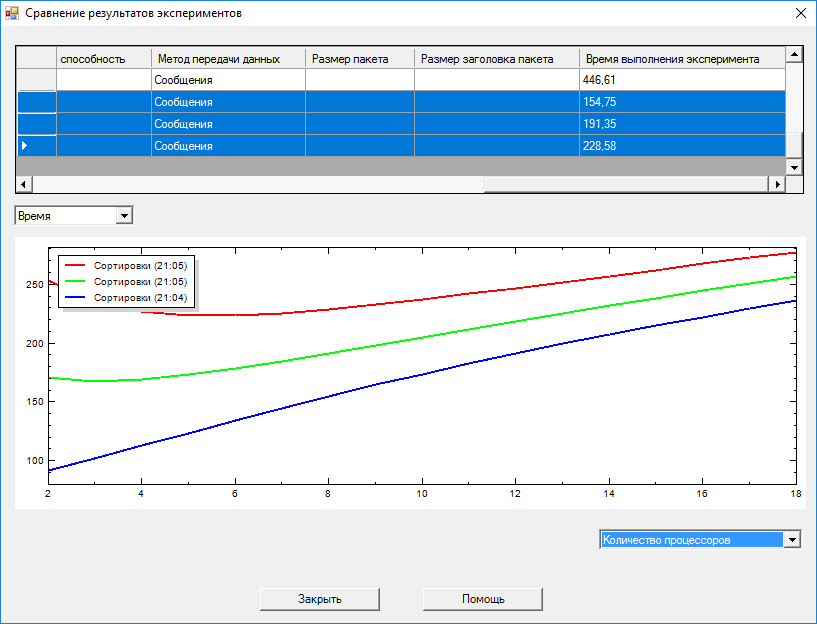 Сравнение результатов экспериментов
способность Метод передачи данных Размер пакета Размер заголовка пакета Время выполнения эксперимента
Сообщения 446,61
Сообщения 154,75
Сообщения 191,35
Сообщения 228,58
Время
Сортировки (21:05)
Сортировки (21:05)
Сортировки (21:04)
250
200
150
100
2 4 6 8 10 12 14 16 18
Количество процессоров
Закрыть Помощь